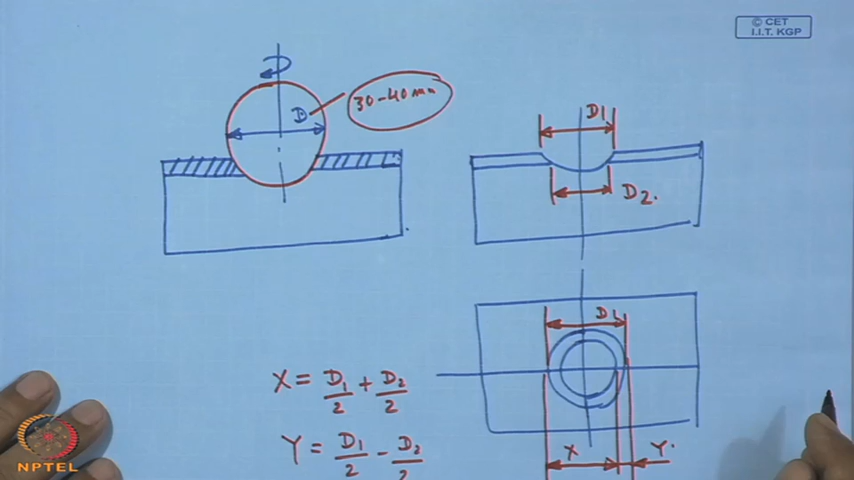 © CET
I.I.T. KGP
D
30-40 mm
D1
D2.
D1
X = D1/2 + D2/2
Y = D1/2 - D2/2
X
Y.
NPTEL